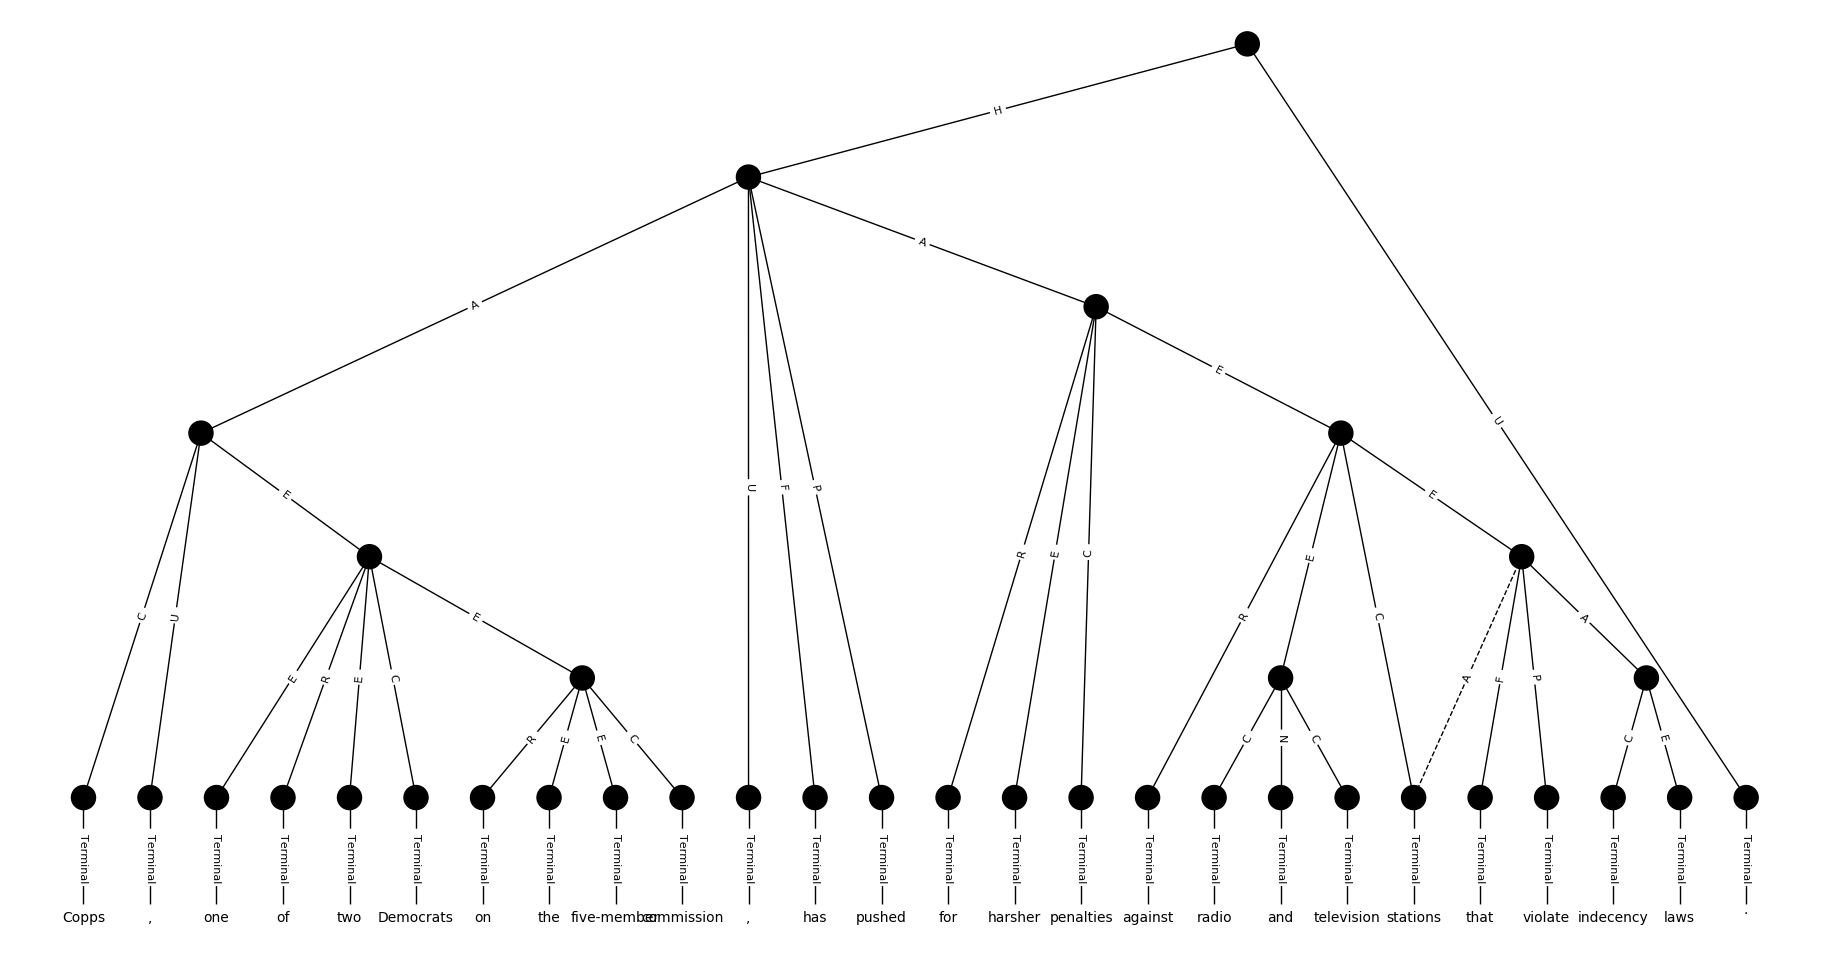 H
A
A
U
E
E
E
U
F
P
R
E
C
E
C
U
E
R
C
A
E
R
E
C
A
F
P
R
E
E
C
C
N
C
C
E
Terminal Terminal Terminal Terminal Terminal Terminal Terminal Terminal Terminal Terminal Terminal Terminal Terminal Terminal Terminal Terminal Terminal Terminal Terminal Terminal Terminal Terminal Terminal Terminal Terminal Terminal
Copps , one of two Democrats on the five-member commission , has pushed for harsher penalties against radio and television stations that violate indecency laws .